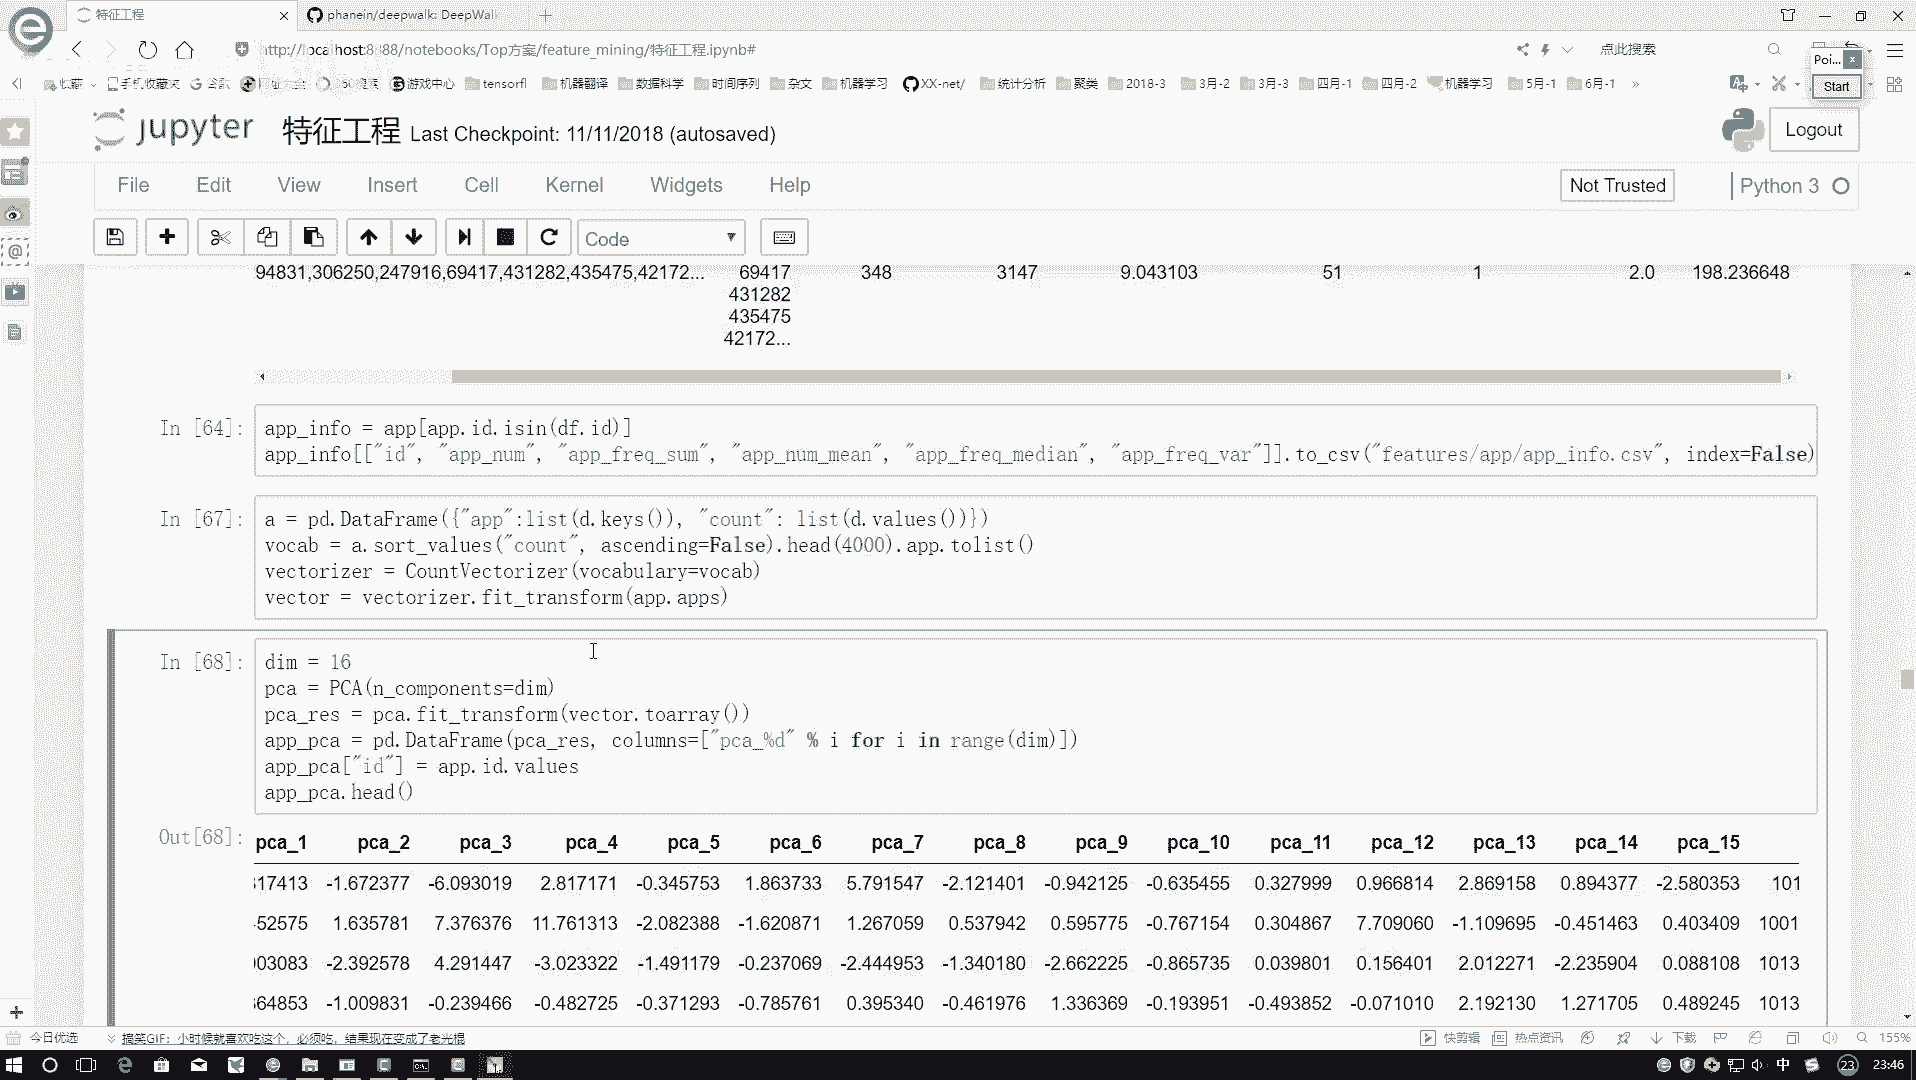 特征工程
phanein/deepwalk: DeepWalk
http://localhost:8888/notebooks/Top方案/feature_mining/特征工程.ipynb#
点此搜索
Poi...
Start
收藏 手机收藏夹 游戏中心 tensorfl 机器翻译 数据科学 时间序列 杂文 机器学习 XX-net/ 统计分析 聚类 2018-3 3月-2 3月-3 四月-1 四月-2 机器学习 5月-1 6月-1 »
jupyter 特征工程 Last Checkpoint: 11/11/2018 (autosaved)
Logout
File Edit View Insert Cell Kernel Widgets Help
Not Trusted
Python 3
Code
94831,306250,247916,69417,431282,435475,42172... 69417 348 3147 9.043103 51 1 2.0 198.236648
431282
435475
42172...
In [64]:
app_info = app[app.id.isin(df.id)]
app_info[["id", "app_num", "app_freq_sum", "app_num_mean", "app_freq_median", "app_freq_var"]].to_csv("features/app/app_info.csv", index=False)
In [67]:
a = pd.DataFrame({"app":list(d.keys()), "count": list(d.values())})
vocab = a.sort_values("count", ascending=False).head(4000).app.tolist()
vectorizer = CountVectorizer(vocabulary=vocab)
vector = vectorizer.fit_transform(app.apps)
In [68]:
dim = 16
pca = PCA(n_components=dim)
pca_res = pca.fit_transform(vector.toarray())
app_pca = pd.DataFrame(pca_res, columns=["pca_%d" % i for i in range(dim)])
app_pca["id"] = app.id.values
app_pca.head()
Out[68]:
pca_1 pca_2 pca_3 pca_4 pca_5 pca_6 pca_7 pca_8 pca_9 pca_10 pca_11 pca_12 pca_13 pca_14 pca_15
317413 -1.672377 -6.093019 2.817171 -0.345753 1.863733 5.791547 -2.121401 -0.942125 -0.635455 0.327999 0.966814 2.869158 0.894377 -2.580353 101
52575 1.635781 7.376376 11.761313 -2.082388 -1.620871 1.267059 0.537942 0.595775 -0.767154 0.304867 7.709060 -1.109695 -0.451463 0.403409 1001
03083 -2.392578 4.291447 -3.023322 -1.491179 -0.237069 -2.444953 -1.340180 -2.662225 -0.865735 0.039801 0.156401 2.012271 -2.235904 0.088108 1013
64853 -1.009831 -0.239466 -0.482725 -0.371293 -0.785761 0.395340 -0.461976 1.336369 -0.193951 -0.493852 -0.071010 2.192130 1.271705 0.489245 1013
今日优选
搞笑GIF: 小时候就喜欢吃这个，必须吃，结果现在变成了老光棍
快剪辑 热点资讯 下载 155%
中 23 23:46